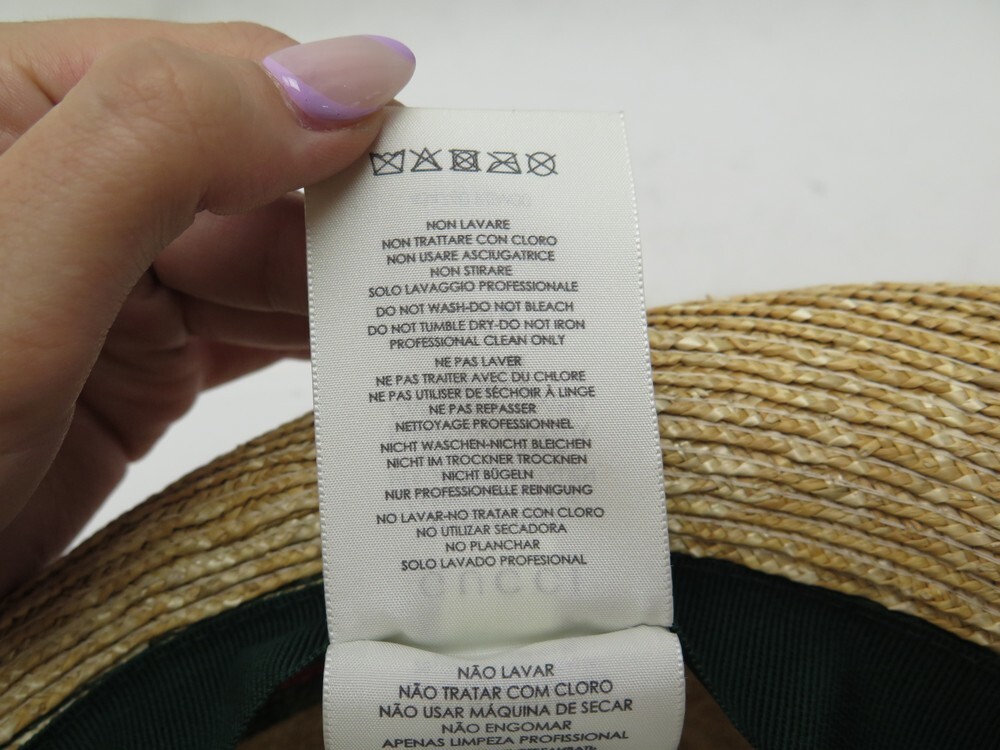 NON LAVARE
NON TRATTARE CON CLORO
NON USARE ASCIUGATRICE
NON STIRARE
SOLO LAVAGGIO PROFESSIONALE
DO NOT WASH-DO NOT BLEACH
DO NOT TUMBLE DRY-DO NOT IRON
PROFESSIONAL CLEAN ONLY
NE PAS LAVER
NE PAS TRAITER AVEC DU CHLORE
NE PAS UTILISER DE SÉCHOIR À LINGE
NE PAS REPASSER
NETTOYAGE PROFESSIONNEL
NICHT WASCHEN-NICHT BLEICHEN
NICHT IM TROCKNER TROCKNEN
NICHT BÜGELN
NUR PROFESSIONELLE REINIGUNG
NO LAVAR-NO TRATAR CON CLORO
NO UTILIZAR SECADORA
NO PLANCHAR
SOLO LAVADO PROFESIONAL
NÃO LAVAR
NÃO TRATAR COM CLORO
NÃO USAR MÁQUINA DE SECAR
NÃO ENGOMAR
APENAS LIMPEZA PROFISSIONAL